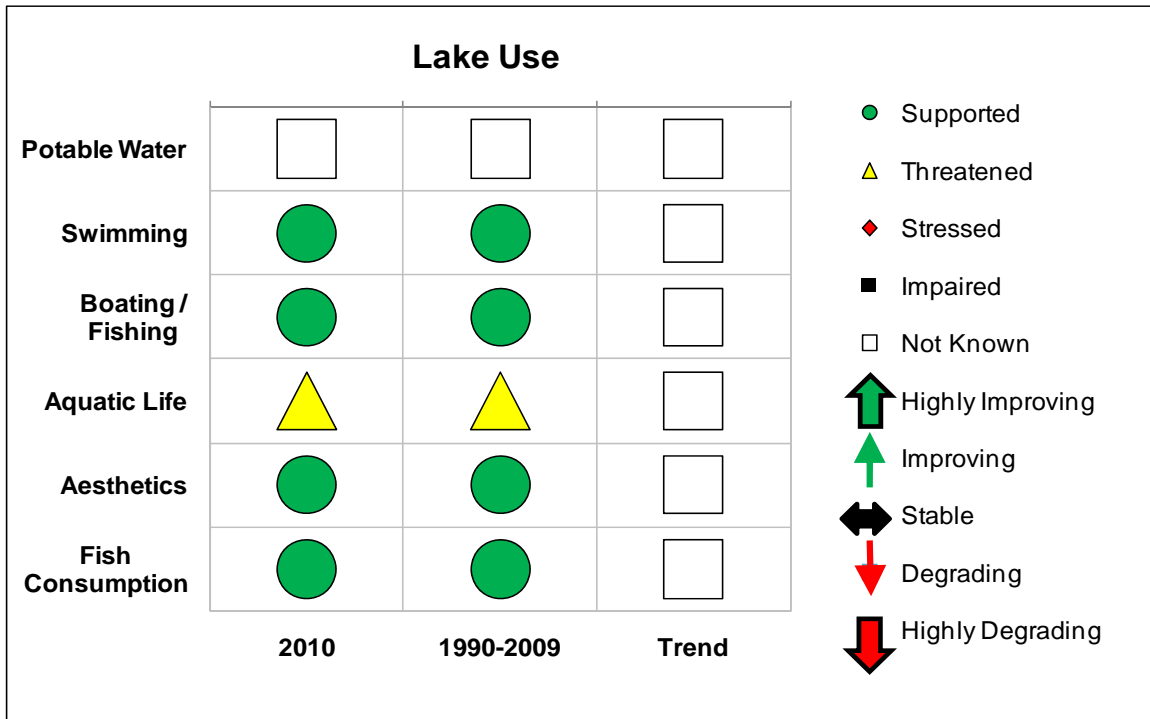 Lake Use
Potable Water
Swimming
Boating /
Fishing
Aquatic Life
Aesthetics
Fish
Consumption
2010
1990-2009
Trend
Supported
Threatened
Stressed
Impaired
Not Known
Highly Improving
Improving
Stable
Degrading
Highly Degrading